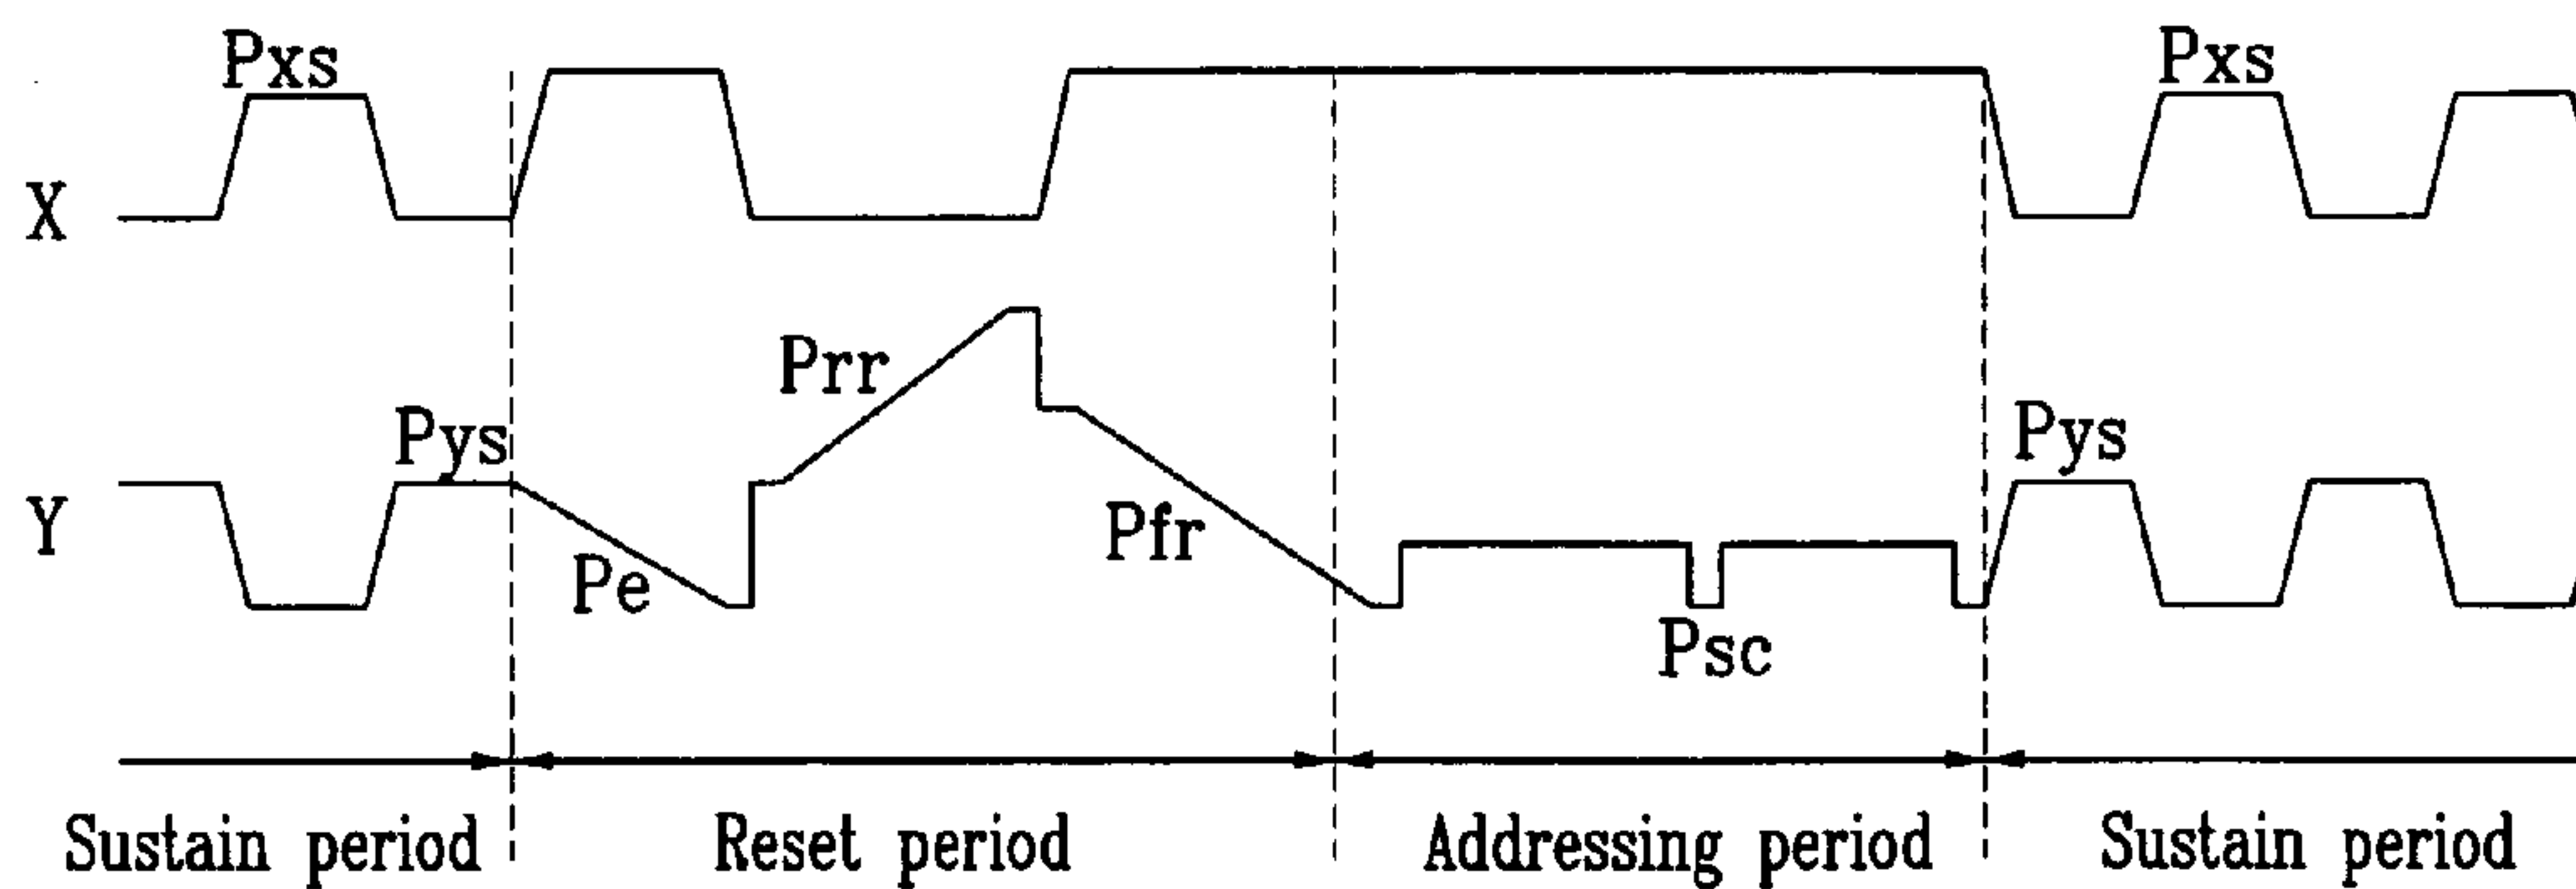 Pxs Pxs
X
Prr
Pys Pys
Y
Pfr
Pe
Psc
Sustain period Reset period Addressing period Sustain period